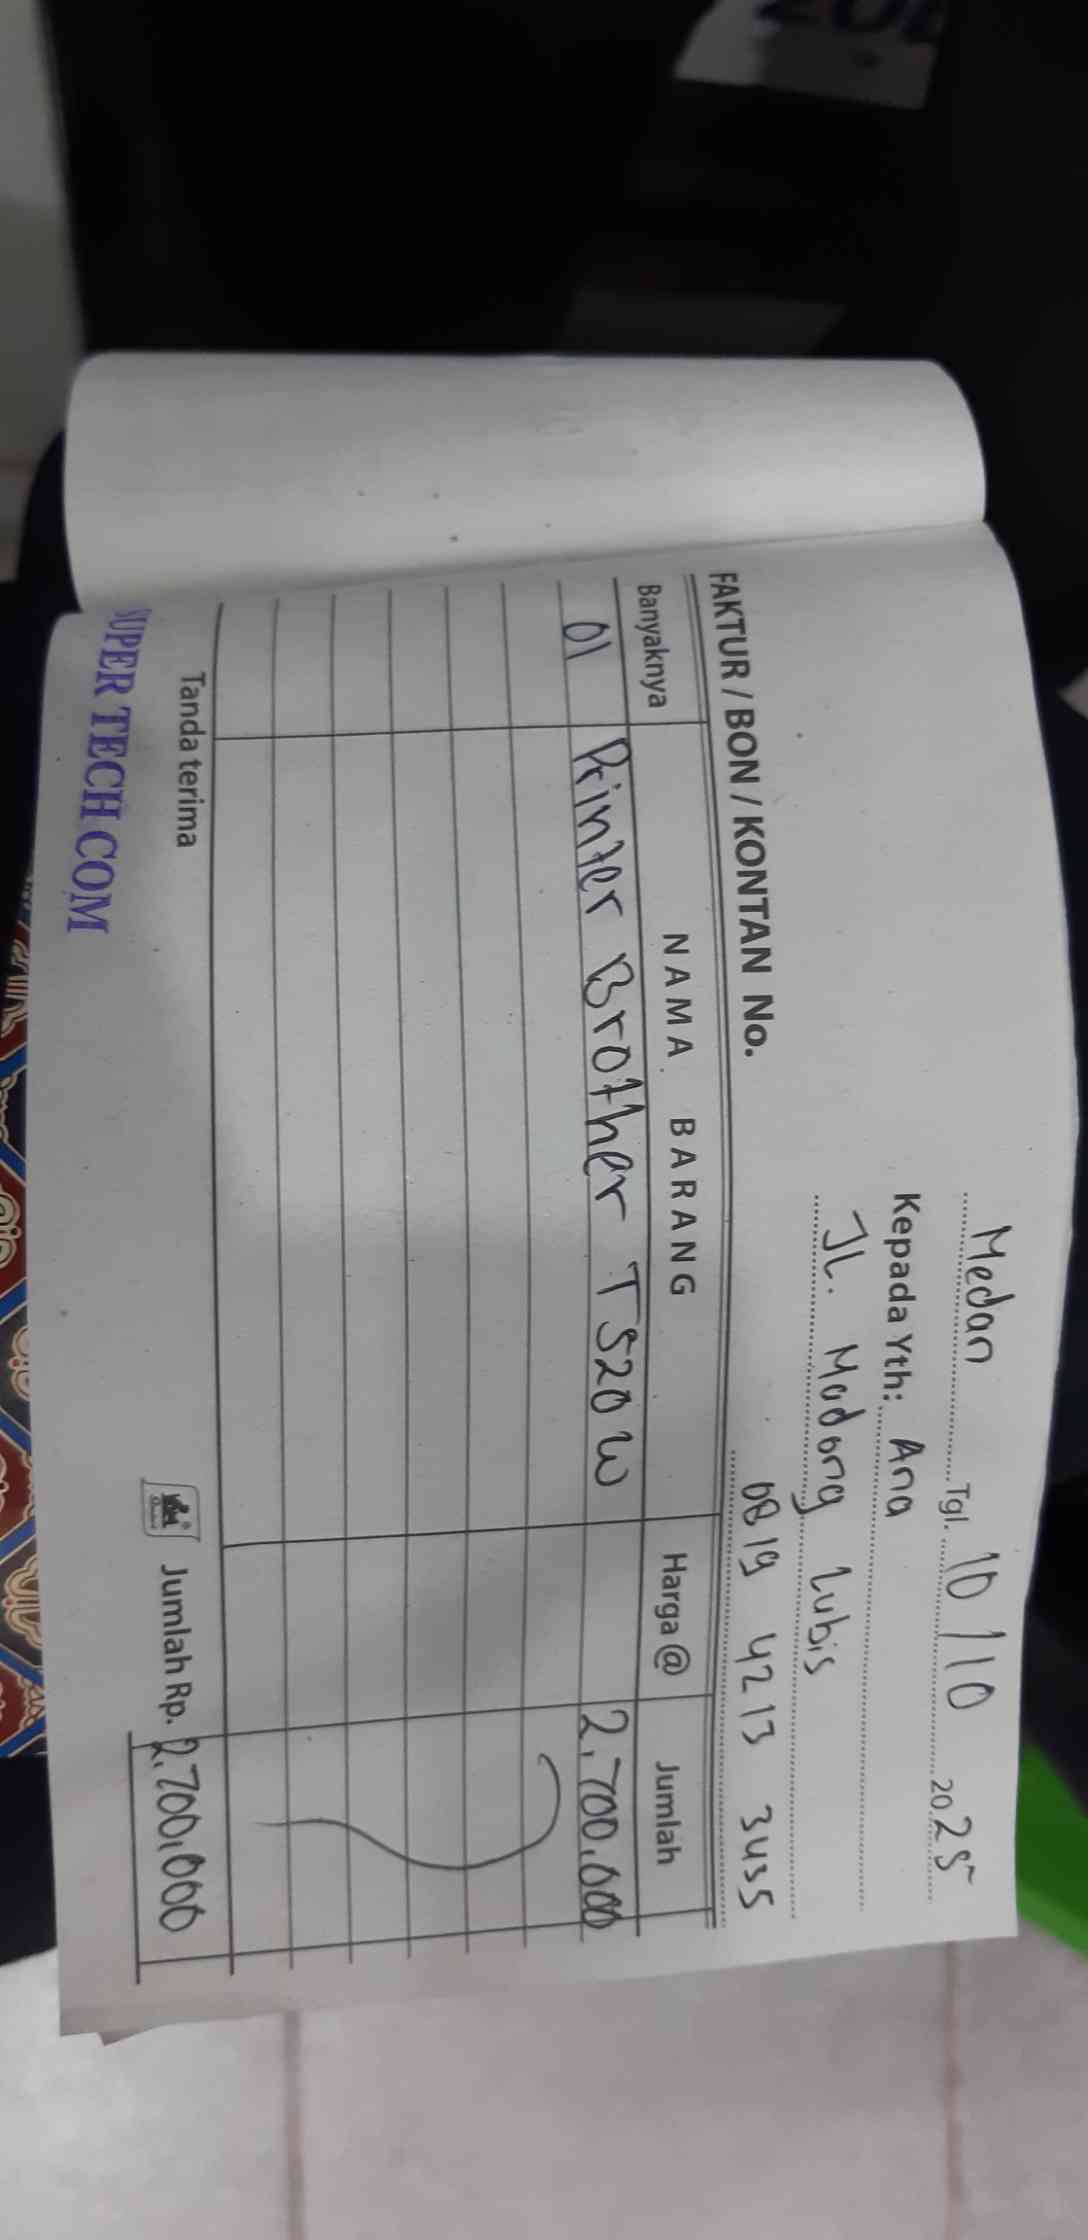 Medan Tgl. 10/10 2025
Kepada Yth: Ana
JL. Madong Lubis
0819 4213 3435
FAKTUR / BON / KONTAN No.
Banyaknya NAMA BARANG Harga @ Jumlah
01 Printer Brother T520W 2.700.000
Tanda terima Jumlah Rp. 2.700.000
SUPER TECH COM